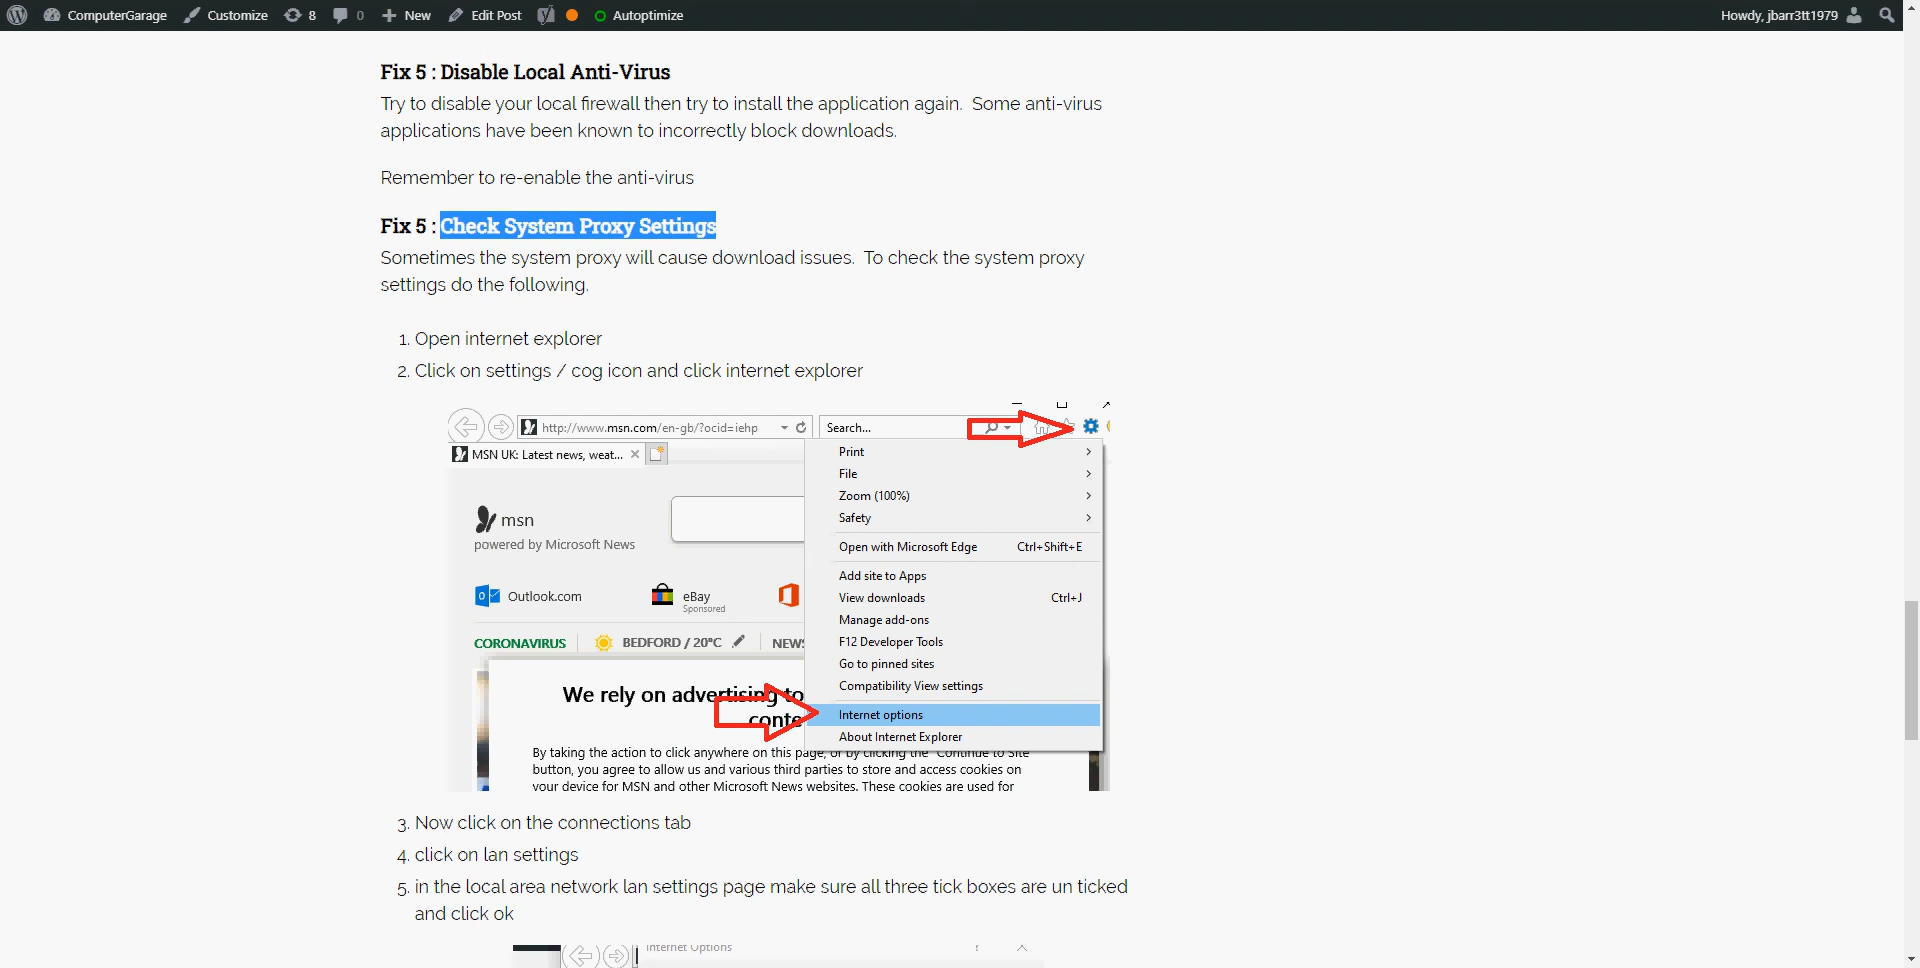 ComputerGarage Customize 8 0 New Edit Post Autoptimize Howdy, jbarr3tt1979
Fix 5 : Disable Local Anti-Virus
Try to disable your local firewall then try to install the application again. Some anti-virus
applications have been known to incorrectly block downloads.
Remember to re-enable the anti-virus
Fix 5 : Check System Proxy Settings
Sometimes the system proxy will cause download issues. To check the system proxy
settings do the following.
1. Open internet explorer
2. Click on settings / cog icon and click internet explorer
http://www.msn.com/en-gb/?ocid=iehp Search...
MSN UK: Latest news, weat...
Print
File
Zoom (100%)
Safety
Open with Microsoft Edge Ctrl+Shift+E
Add site to Apps
View downloads Ctrl+J
Manage add-ons
F12 Developer Tools
Go to pinned sites
Compatibility View settings
Internet options
About Internet Explorer
msn
powered by Microsoft News
Outlook.com eBay
Sponsored
CORONAVIRUS BEDFORD / 20°C NEWS
We rely on advertising to
conte
By taking the action to click anywhere on this page, or by clicking the "Continue to Site"
button, you agree to allow us and various third parties to store and access cookies on
your device for MSN and other Microsoft News websites. These cookies are used for
3. Now click on the connections tab
4. click on lan settings
5. in the local area network lan settings page make sure all three tick boxes are un ticked
and click ok
Internet Options ?